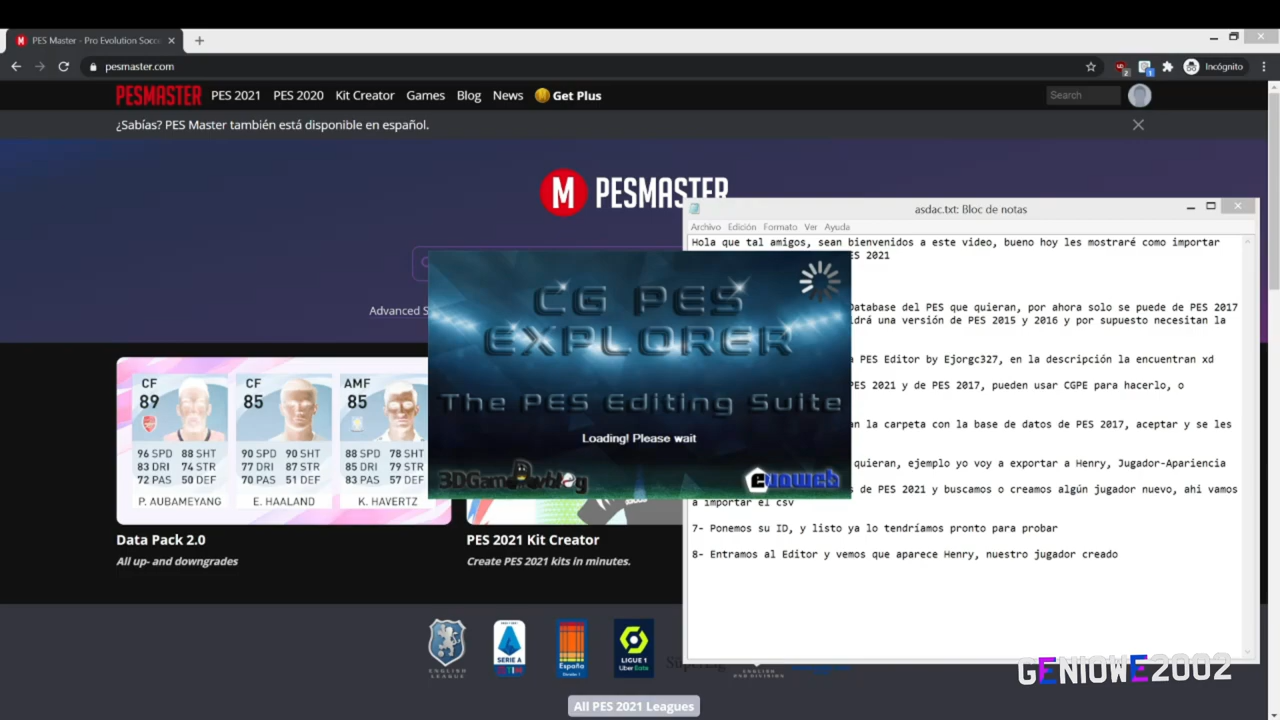 PES Master - Pro Evolution Socc
pesmaster.com
Incógnito
PESMASTER
PES 2021
PES 2020
Kit Creator
Games
Blog
News
Get Plus
Search
¿Sabías? PES Master también está disponible en español.
M PESMASTER
Advanced S
asdac.txt: Bloc de notas
Archivo Edición Formato Ver Ayuda
Hola que tal amigos, sean bienvenidos a este video, bueno hoy les mostraré como importar
ES 2021
Database del PES que quieran, por ahora solo se puede de PES 2017
drá una versión de PES 2015 y 2016 y por supuesto necesitan la
a PES Editor by Ejorgc327, en la descripción la encuentran xd
ES 2021 y de PES 2017, pueden usar CGPE para hacerlo, o
an la carpeta con la base de datos de PES 2017, aceptar y se les
quieran, ejemplo yo voy a exportar a Henry, Jugador-Apariencia
s de PES 2021 y buscamos o creamos algún jugador nuevo, ahi vamos
a importar el csv
7- Ponemos su ID, y listo ya lo tendríamos pronto para probar
8- Entramos al Editor y vemos que aparece Henry, nuestro jugador creado
CG PES
EXPLORER
The PES Editing Suite
Loading! Please wait
3DGameDevblog
evoweb
CF
89
96 SPD 88 SHT
83 DRI 74 STR
72 PAS 50 DEF
P. AUBAMEYANG
CF
85
90 SPD 90 SHT
77 DRI 87 STR
70 PAS 51 DEF
E. HAALAND
AMF
85
88 SPD 78 SHT
85 DRI 79 STR
83 PAS 57 DEF
K. HAVERTZ
Data Pack 2.0
All up- and downgrades
PES 2021 Kit Creator
Create PES 2021 kits in minutes.
ENGLISH
LEAGUE
SERIE A
TIM
España
LIGUE 1
Uber Eats
All PES 2021 Leagues
GENIOWE2002